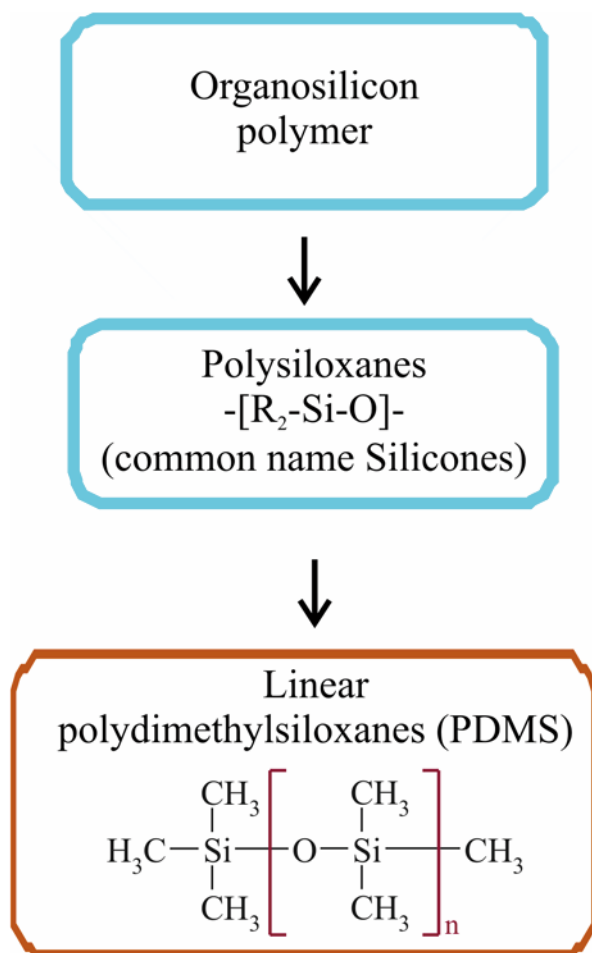 Organosilicon
polymer
Polysiloxanes
-[R₂-Si-O]-
(common name Silicones)
Linear
polydimethylsiloxanes (PDMS)
CH₃ CH₃
H₃C Si O Si CH₃
CH₃ CH₃
n